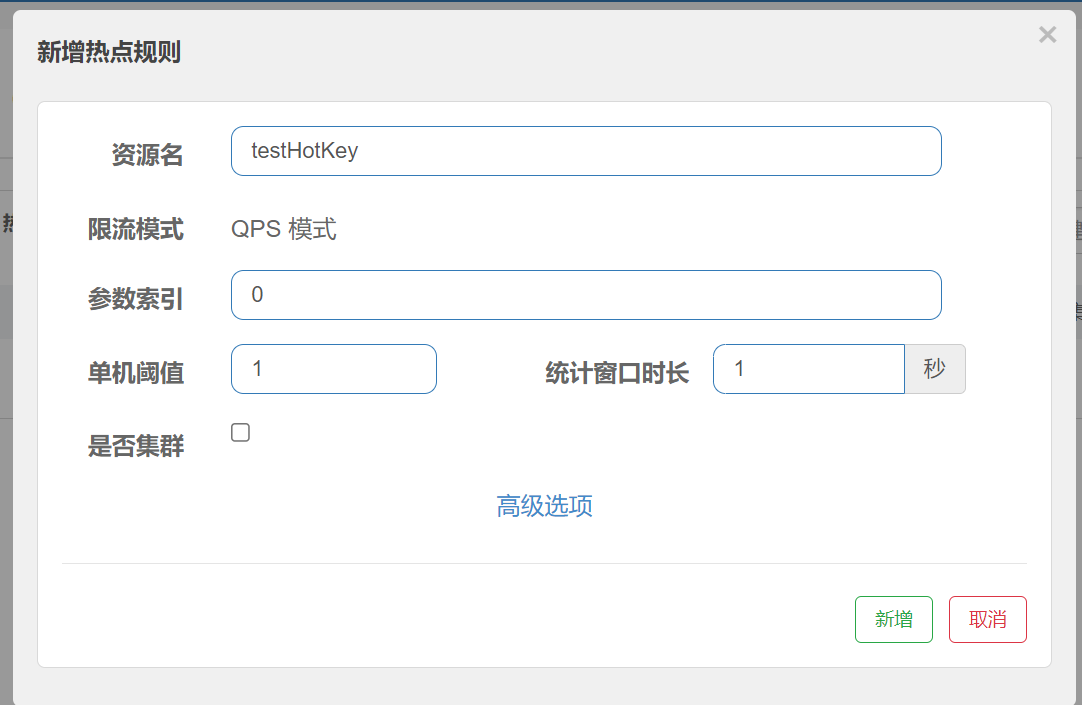 新增热点规则
×
资源名 testHotKey
限流模式 QPS 模式
参数索引 0
单机阈值 1 统计窗口时长 1 秒
是否集群
高级选项
新增 取消